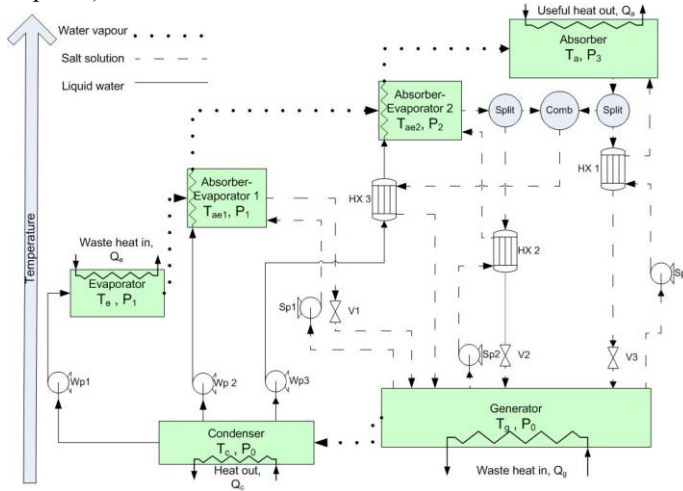 Useful heat out, Qa
Water vapour
Absorber
Ta, P3
Salt solution
Liquid water
Absorber-
Evaporator 2
Tae2, P2
Split
Comb
Split
HX 1
Absorber-
Evaporator 1
Tae1, P1
HX 3
Waste heat in,
Qe
HX 2
Temperature
Evaporator
Te , P1
Sp1
V1
Wp1
Wp 2
Wp3
Sp2
V2
V3
Generator
Tg , P0
Condenser
Tc , P0
Heat out,
Qc
Waste heat in, Qg